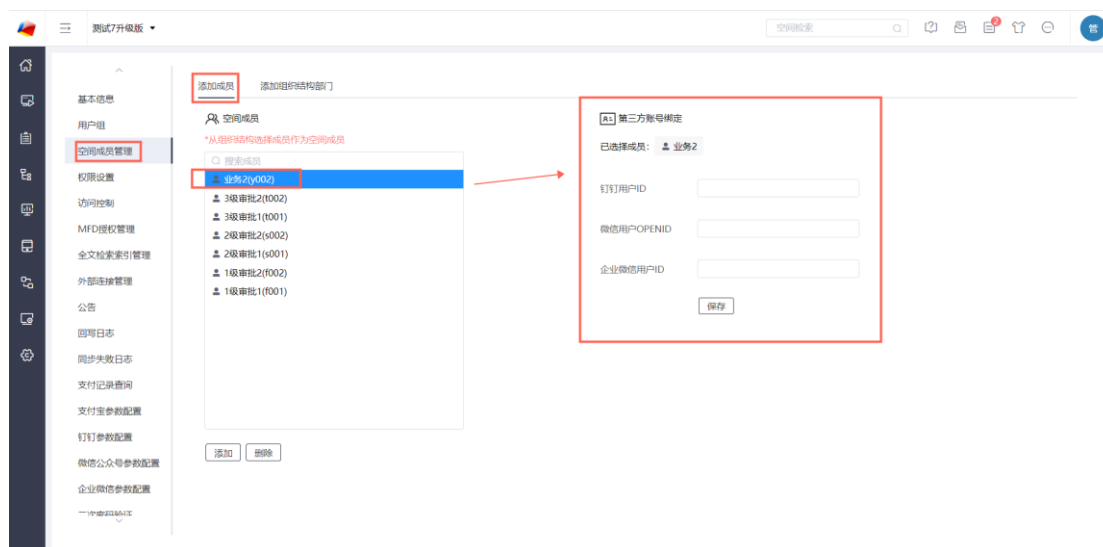 测试7升级版
空间检索
2
管
基本信息
用户组
空间成员管理
权限设置
访问控制
MFD授权管理
全文检索索引管理
外部连接管理
公告
回写日志
同步失败日志
支付记录查询
支付宝参数配置
钉钉参数配置
微信公众号参数配置
企业微信参数配置
二次密码验证
添加成员 添加组织结构部门
空间成员
*从组织结构选择成员作为空间成员
搜索成员
业务2(y002)
3级审批2(t002)
3级审批1(t001)
2级审批2(s002)
2级审批1(s001)
1级审批2(f002)
1级审批1(f001)
添加 删除
第三方账号绑定
已选择成员: 业务2
钉钉用户ID
微信用户OPENID
企业微信用户ID
保存